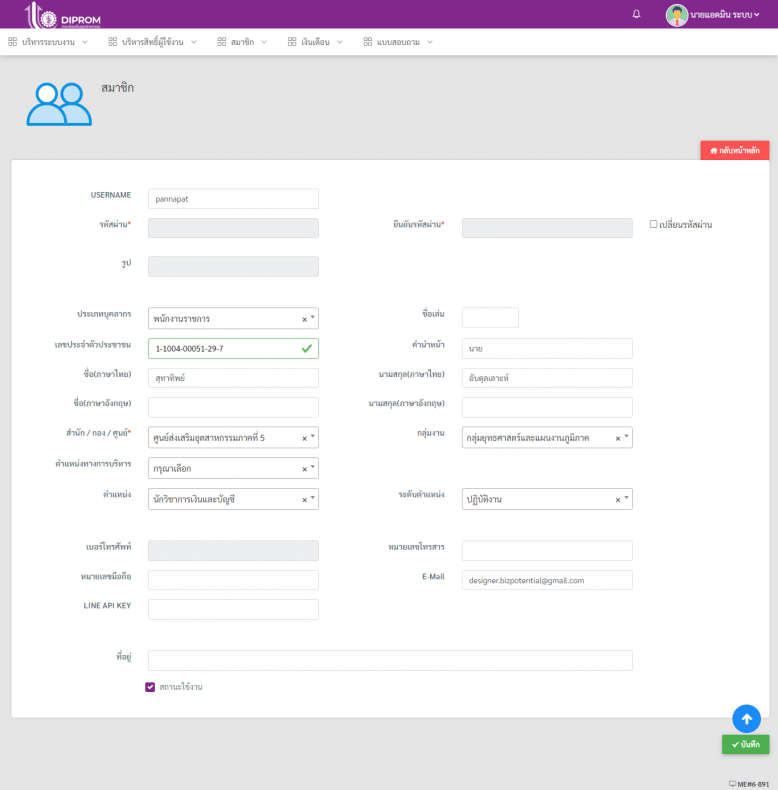 DIPROM
นายแอดมิน ระบบ
บริหารระบบงาน บริหารสิทธิ์ผู้ใช้งาน สมาชิก เงินเดือน แบบสอบถาม
สมาชิก
กลับหน้าหลัก
USERNAME pannapat
รหัสผ่าน* ยืนยันรหัสผ่าน* เปลี่ยนรหัสผ่าน
รูป
ประเภทบุคลากร พนักงานราชการ × ชื่อเล่น
เลขประจำตัวประชาชน 1-1004-00051-29-7 คำนำหน้า นาย
ชื่อ(ภาษาไทย) สุทาทิพย์ นามสกุล(ภาษาไทย) อับดุลเลาะห์
ชื่อ(ภาษาอังกฤษ) นามสกุล(ภาษาอังกฤษ)
สำนัก / กอง / ศูนย์* ศูนย์ส่งเสริมอุตสาหกรรมภาคที่ 5 × กลุ่มงาน กลุ่มยุทธศาสตร์และแผนงานภูมิภาค ×
ตำแหน่งทางการบริหาร กรุณาเลือก ×
ตำแหน่ง นักวิชาการเงินและบัญชี × ระดับตำแหน่ง ปฏิบัติงาน ×
เบอร์โทรศัพท์ หมายเลขโทรสาร
หมายเลขมือถือ E-Mail designer.bizpotential@gmail.com
LINE API KEY
ที่อยู่
สถานะใช้งาน
บันทึก
ME#6-891